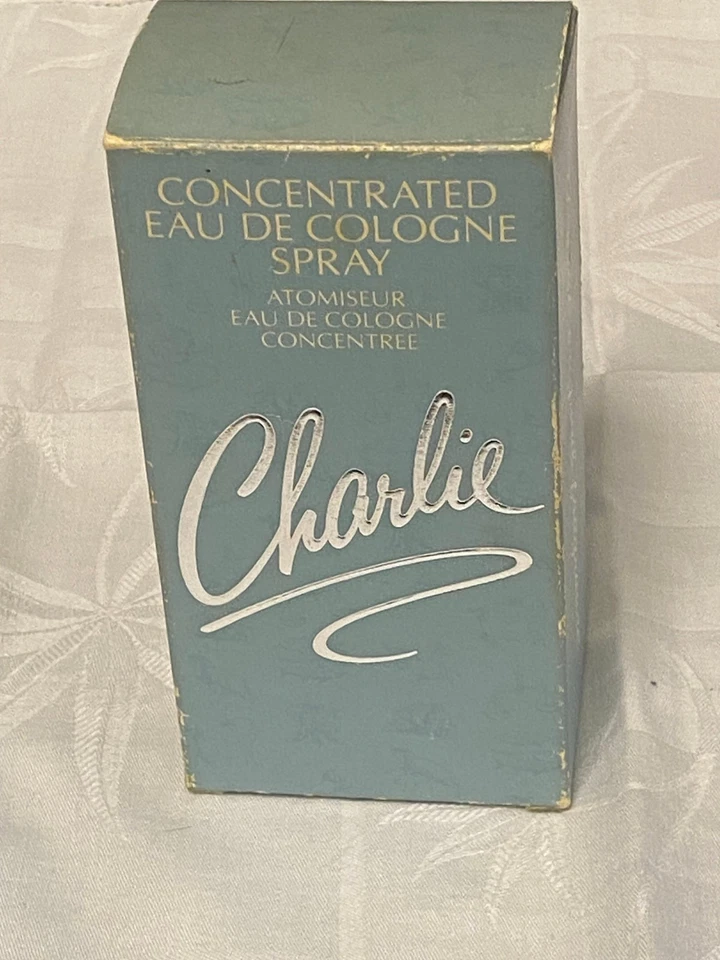 CONCENTRATED
EAU DE COLOGNE
SPRAY
ATOMISEUR
EAU DE COLOGNE
CONCENTREE
Charlie